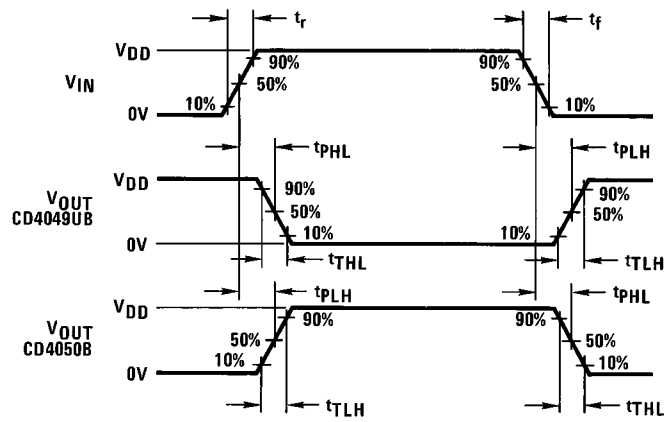 tr
tf
VDD
90%
90%
VIN
50%
50%
0V
10%
10%
tPHL
tPLH
VDD
90%
90%
VOUT
CD4049UB
50%
50%
0V
10%
10%
tTHL
tTLH
tPLH
tPHL
VDD
90%
90%
VOUT
CD4050B
50%
50%
10%
10%
0V
tTLH
tTHL